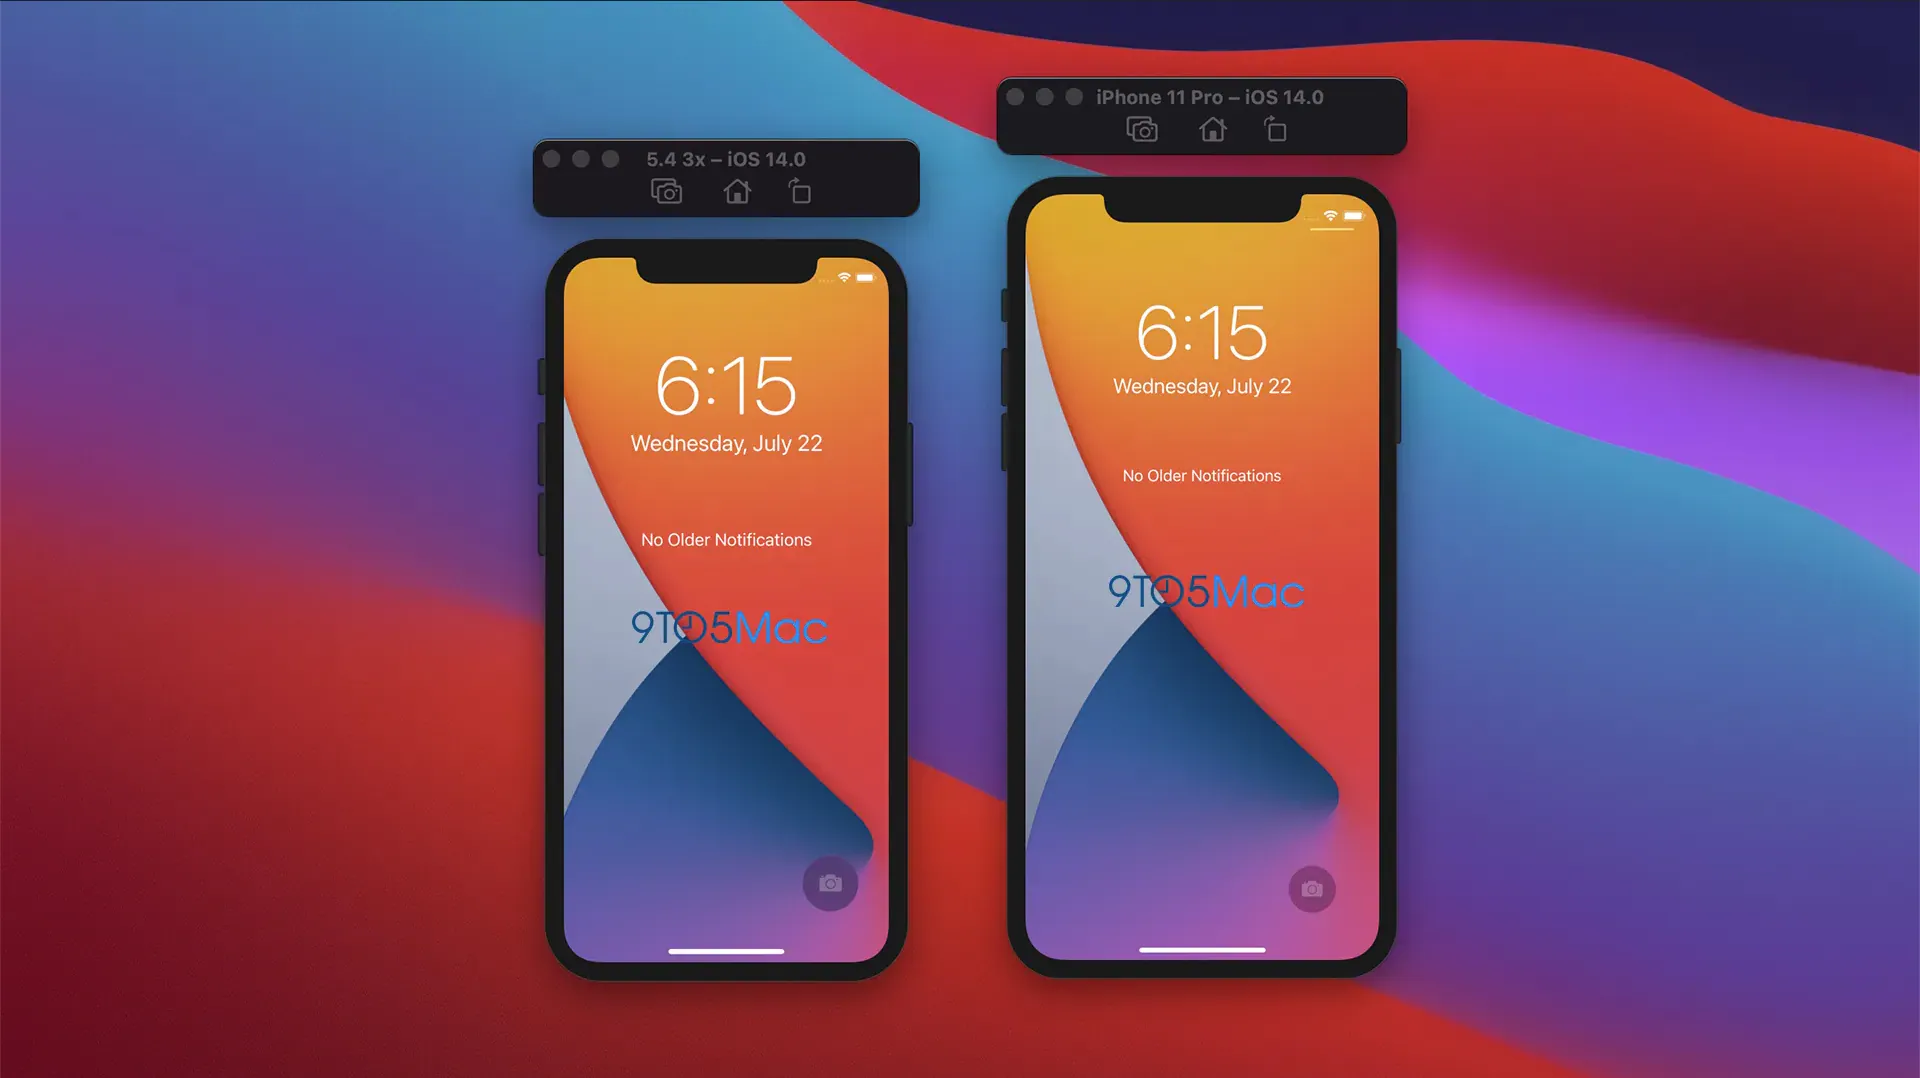 5.4 3x – iOS 14.0
6:15
Wednesday, July 22
No Older Notifications
9TO5Mac
iPhone 11 Pro – iOS 14.0
6:15
Wednesday, July 22
No Older Notifications
9TO5Mac